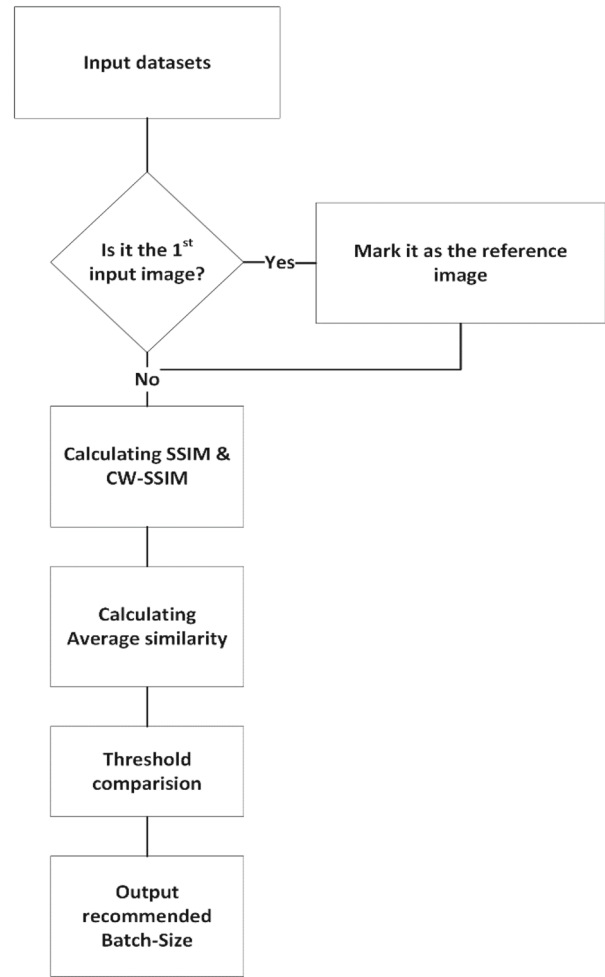 Input datasets
Is it the 1st
input image?
Yes
Mark it as the reference
image
No
Calculating SSIM &
CW-SSIM
Calculating
Average similarity
Threshold
comparision
Output
recommended
Batch-Size